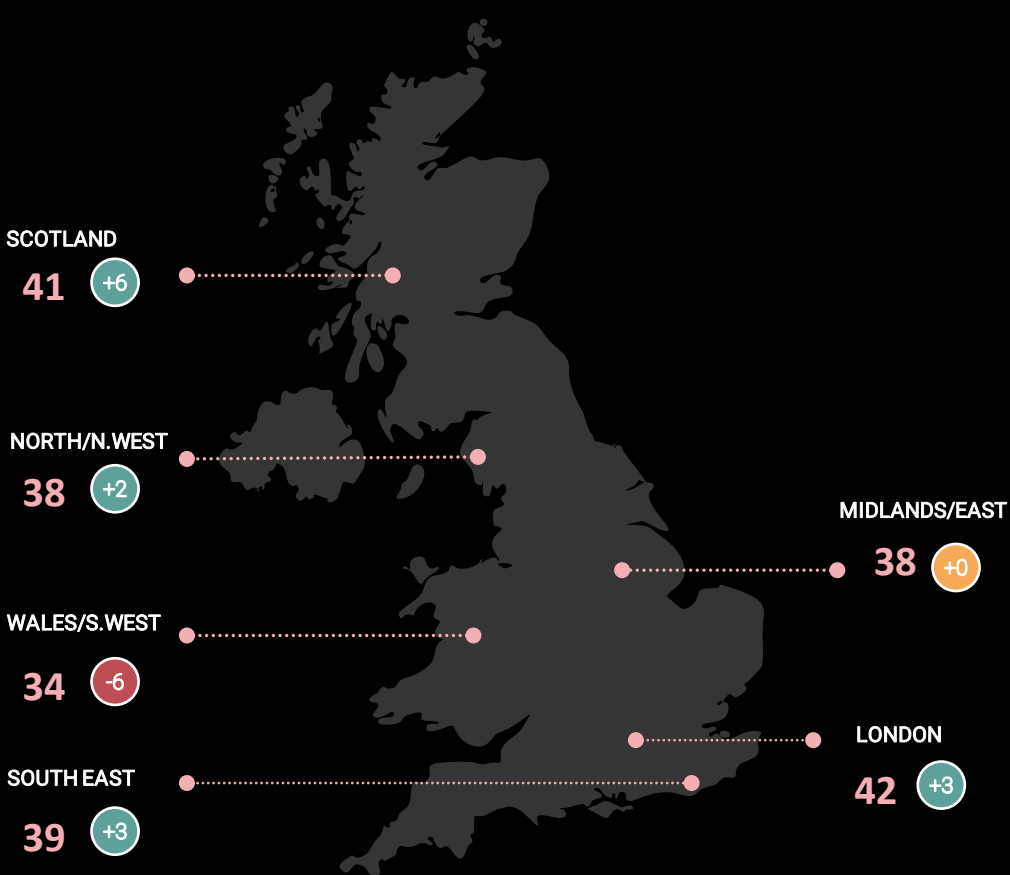 SCOTLAND
41 +6
NORTH/N.WEST
38 +2
MIDLANDS/EAST
38 +0
WALES/S.WEST
34 -6
LONDON
42 +3
SOUTH EAST
39 +3